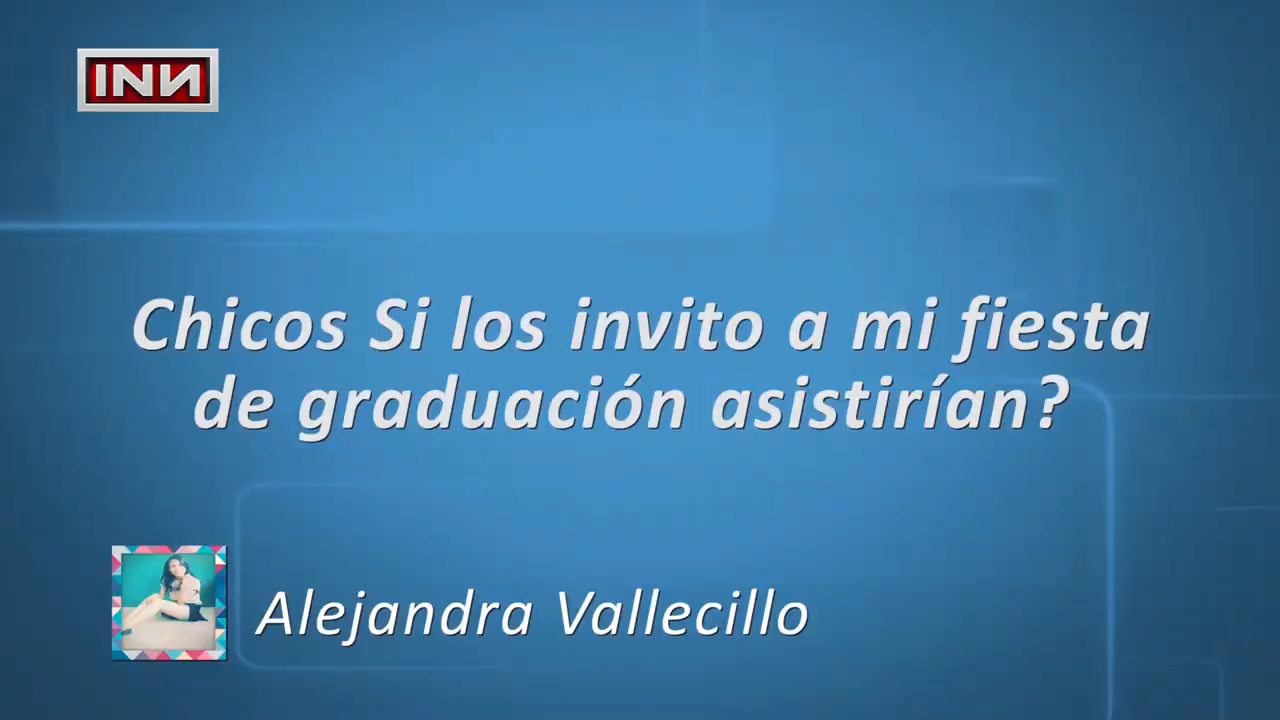 INN
Chicos Si los invito a mi fiesta
de graduación asistirían?
Alejandra Vallecillo